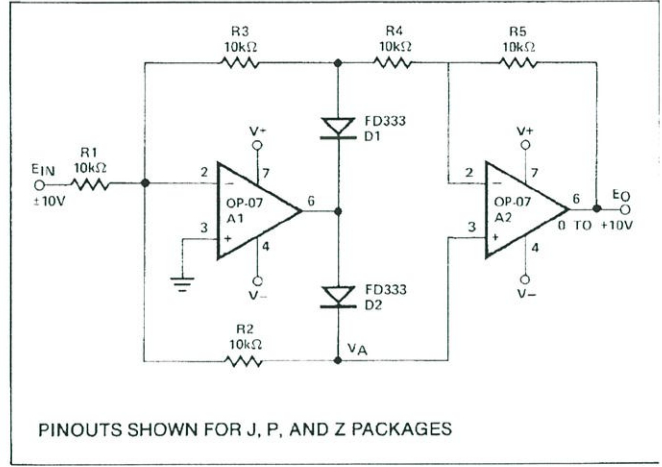 R3
10kΩ
R4
10kΩ
R5
10kΩ
FD333
D1
V+
V+
EIN
±10V
R1
10kΩ
2
−
7
OP-07
A1
6
3
+
4
V−
2
−
7
OP-07
A2
6
EO
0 TO +10V
3
+
4
V−
FD333
D2
R2
10kΩ
VA
PINOUTS SHOWN FOR J, P, AND Z PACKAGES